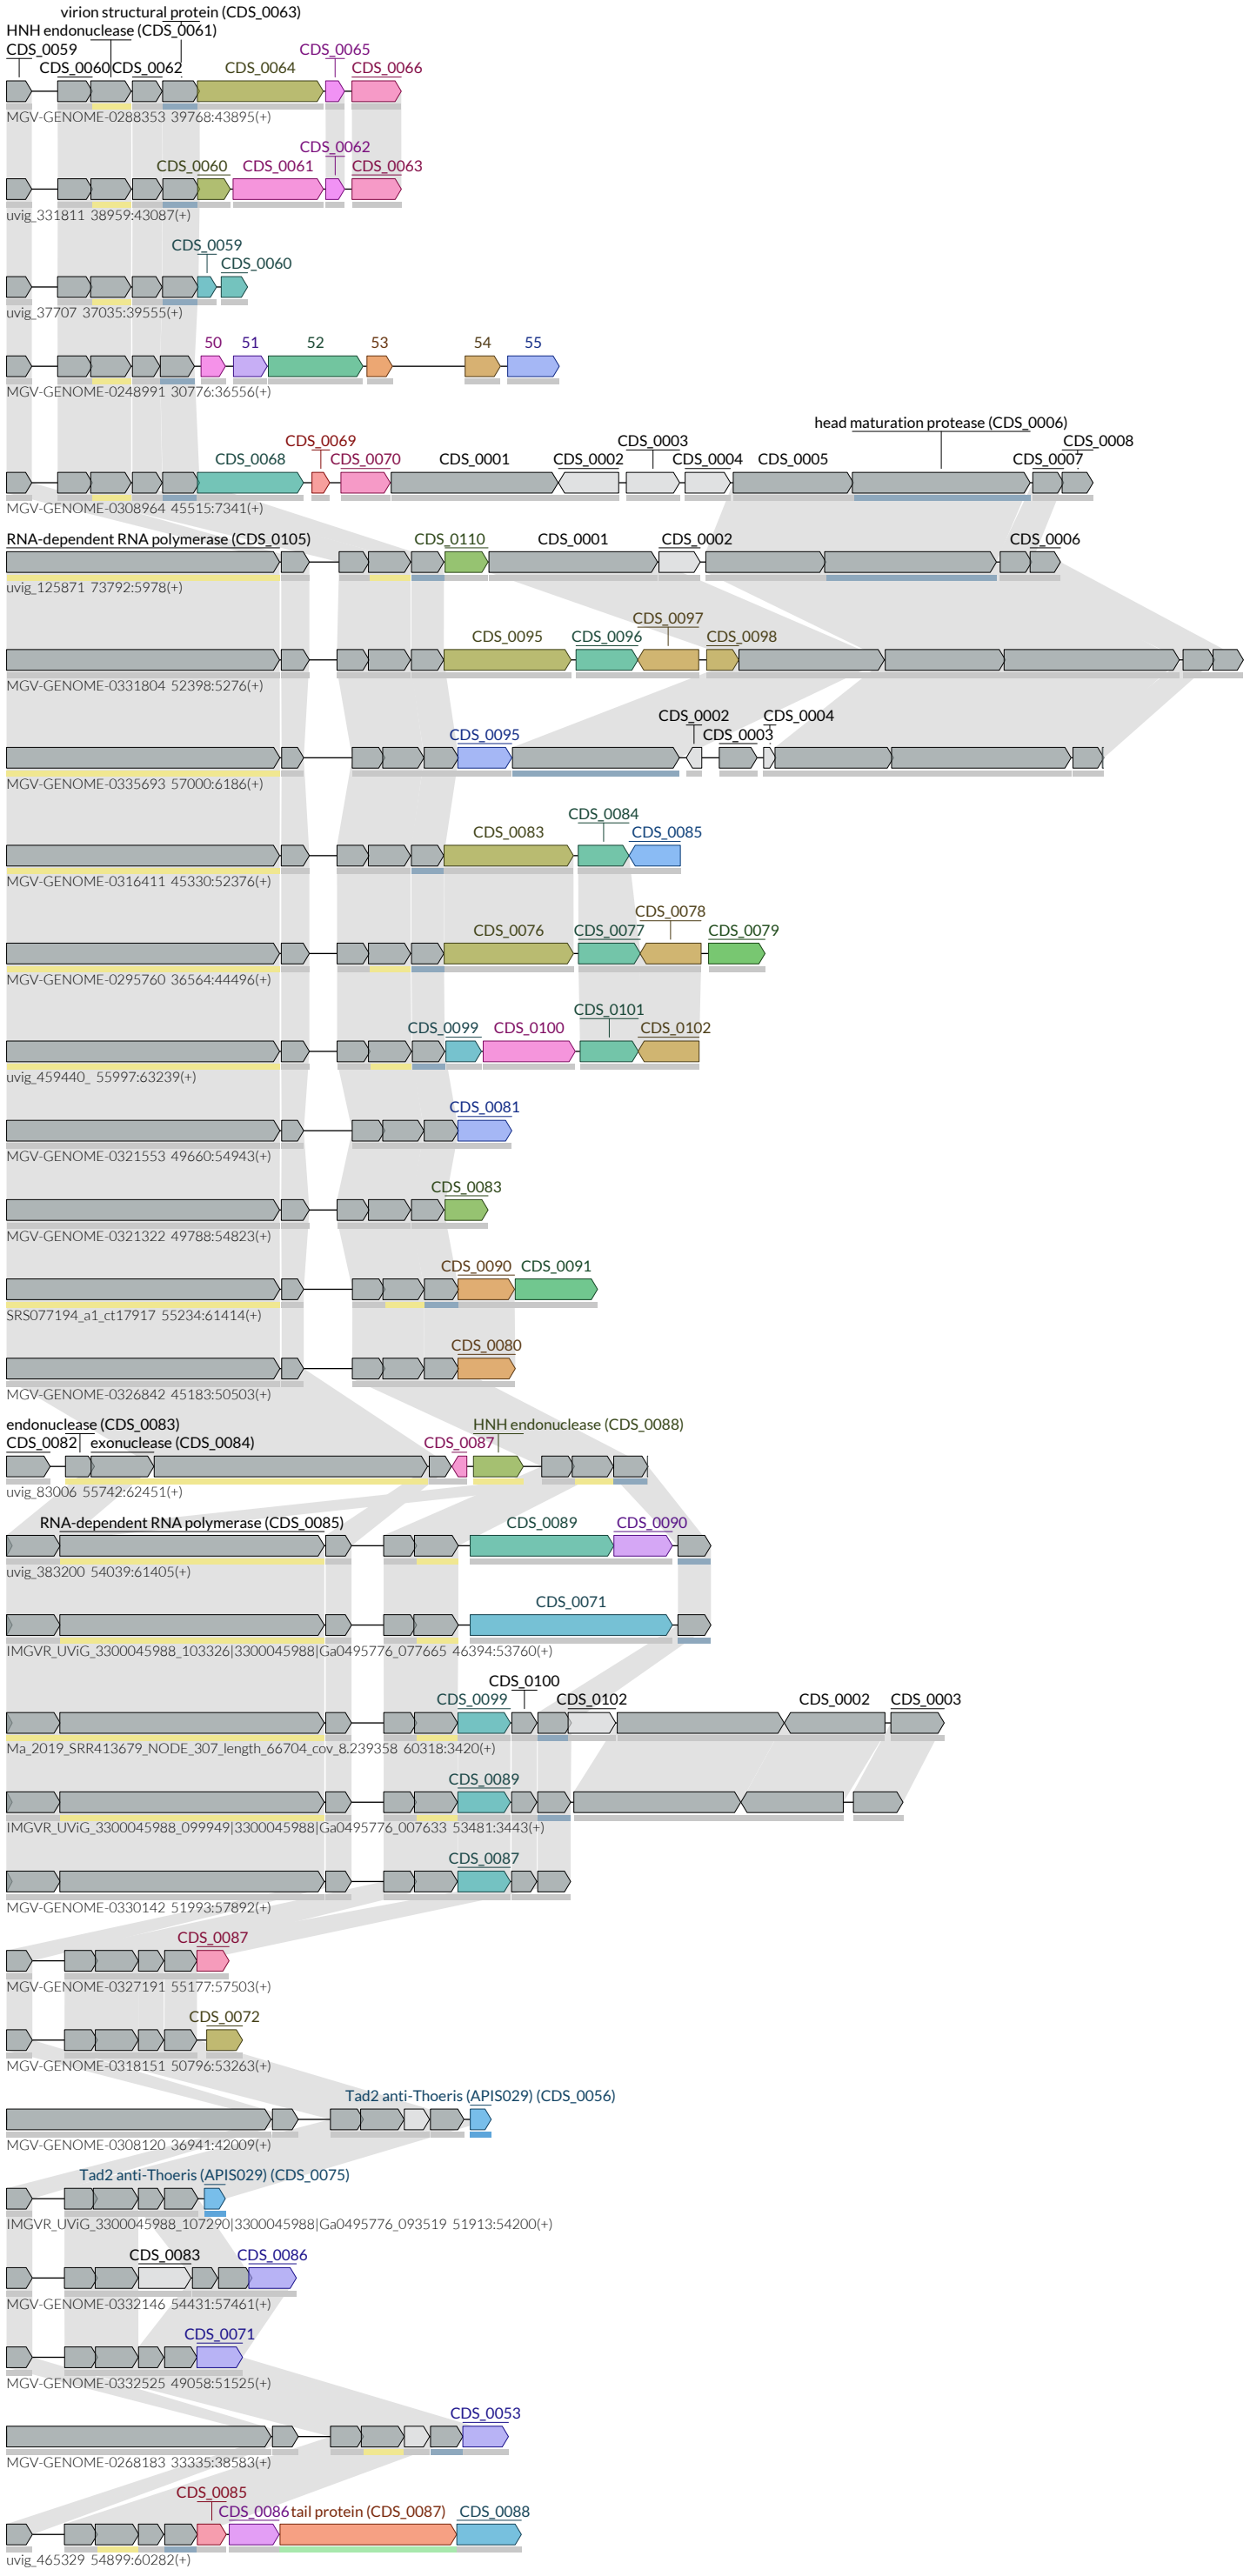 virion structural protein (CDS_0063)
HNH endonuclease (CDS_0061)
CDS_0059 CDS_0065
CDS_0060 CDS_0062 CDS_0064 CDS_0066
MGV-GENOME-0288353 39768:43895(+)
CDS_0062
CDS_0060 CDS_0061 CDS_0063
uvig_331811 38959:43087(+)
CDS_0059
CDS_0060
uvig_37707 37035:39555(+)
50 51 52 53 54 55
MGV-GENOME-0248991 30776:36556(+)
head maturation protease (CDS_0006)
CDS_0069 CDS_0003 CDS_0008
CDS_0068 CDS_0070 CDS_0001 CDS_0002 CDS_0004 CDS_0005 CDS_0007
MGV-GENOME-0308964 45515:7341(+)
RNA-dependent RNA polymerase (CDS_0105) CDS_0110 CDS_0001 CDS_0002 CDS_0006
uvig_125871 73792:5978(+)
CDS_0097
CDS_0095 CDS_0096 CDS_0098
MGV-GENOME-0331804 52398:5276(+)
CDS_0002 CDS_0004
CDS_0095 CDS_0003
MGV-GENOME-0335693 57000:6186(+)
CDS_0084
CDS_0083 CDS_0085
MGV-GENOME-0316411 45330:52376(+)
CDS_0078
CDS_0076 CDS_0077 CDS_0079
MGV-GENOME-0295760 36564:44496(+)
CDS_0101
CDS_0099 CDS_0100 CDS_0102
uvig_459440_ 55997:63239(+)
CDS_0081
MGV-GENOME-0321553 49660:54943(+)
CDS_0083
MGV-GENOME-0321322 49788:54823(+)
CDS_0090 CDS_0091
SRS077194_a1_ct17917 55234:61414(+)
CDS_0080
MGV-GENOME-0326842 45183:50503(+)
endonuclease (CDS_0083) HNH endonuclease (CDS_0088)
CDS_0082 exonuclease (CDS_0084) CDS_0087
uvig_83006 55742:62451(+)
RNA-dependent RNA polymerase (CDS_0085) CDS_0089 CDS_0090
uvig_383200 54039:61405(+)
CDS_0071
IMGVR_UViG_3300045988_103326|3300045988|Ga0495776_077665 46394:53760(+)
CDS_0100
CDS_0099 CDS_0102 CDS_0002 CDS_0003
Ma_2019_SRR413679_NODE_307_length_66704_cov_8.239358 60318:3420(+)
CDS_0089
IMGVR_UViG_3300045988_099949|3300045988|Ga0495776_007633 53481:3443(+)
CDS_0087
MGV-GENOME-0330142 51993:57892(+)
CDS_0087
MGV-GENOME-0327191 55177:57503(+)
CDS_0072
MGV-GENOME-0318151 50796:53263(+)
Tad2 anti-Thoeris (APIS029) (CDS_0056)
MGV-GENOME-0308120 36941:42009(+)
Tad2 anti-Thoeris (APIS029) (CDS_0075)
IMGVR_UViG_3300045988_107290|3300045988|Ga0495776_093519 51913:54200(+)
CDS_0083 CDS_0086
MGV-GENOME-0332146 54431:57461(+)
CDS_0071
MGV-GENOME-0332525 49058:51525(+)
CDS_0053
MGV-GENOME-0268183 33335:38583(+)
CDS_0085
CDS_0086 tail protein (CDS_0087) CDS_0088
uvig_465329 54899:60282(+)